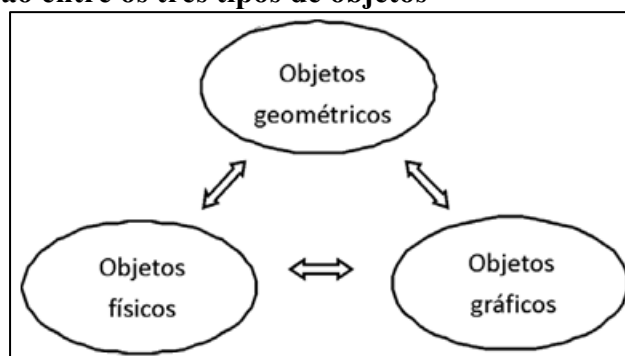 ão entre os três tipos de objetos
Objetos
geométricos
Objetos
físicos
Objetos
gráficos